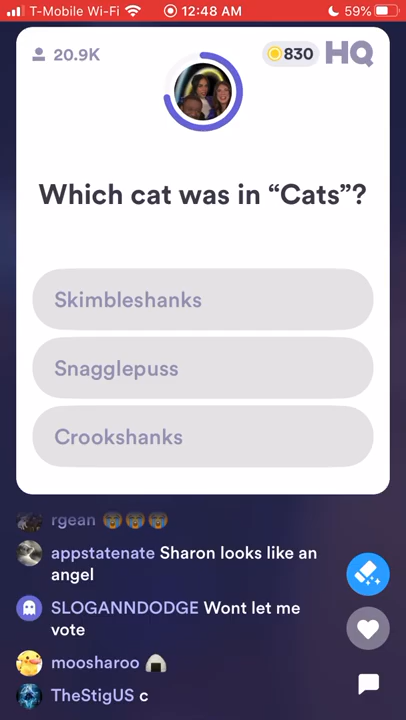 T-Mobile Wi-Fi 12:48 AM 59%
20.9K 830 HQ
Which cat was in “Cats”?
Skimbleshanks
Snagglepuss
Crookshanks
rgean 😭😭😭
appstatenate Sharon looks like an
angel
SLOGANNDODGE Wont let me
vote
moosharoo 🍙
TheStigUS c